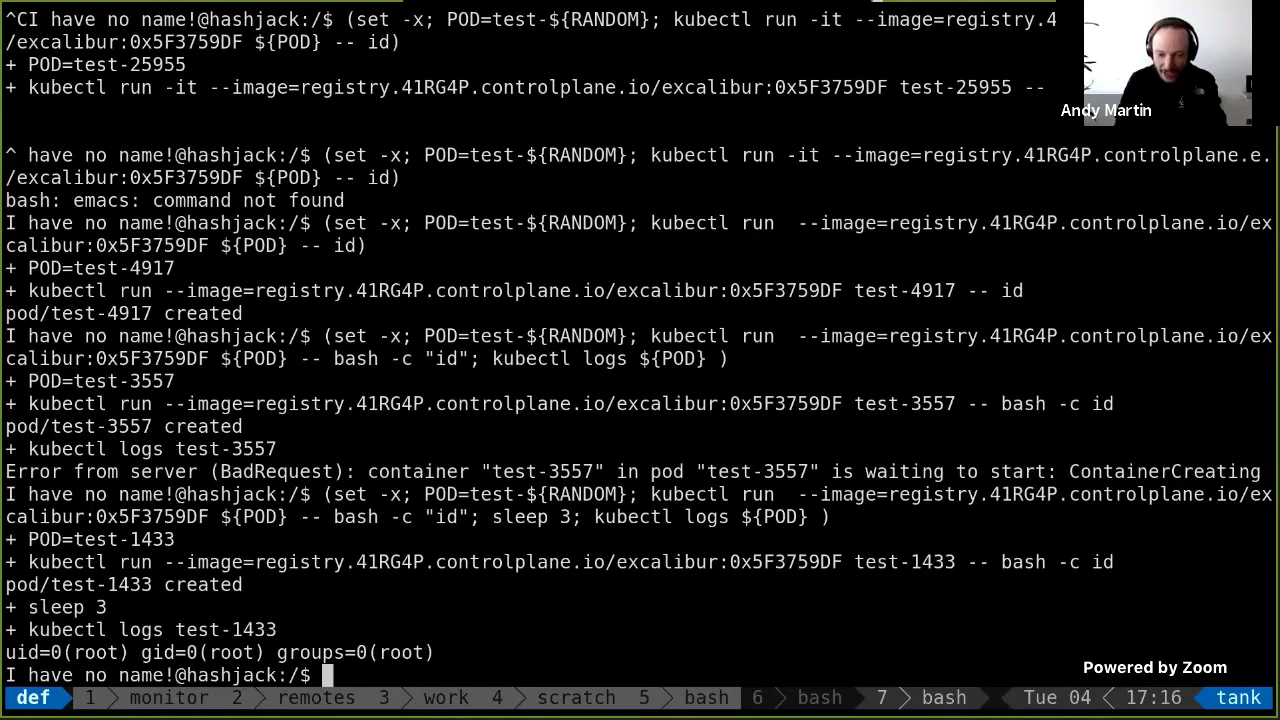 ^CI have no name!@hashjack:/$ (set -x; POD=test-${RANDOM}; kubectl run -it --image=registry.4
/excalibur:0x5F3759DF ${POD} -- id)
+ POD=test-25955
+ kubectl run -it --image=registry.41RG4P.controlplane.io/excalibur:0x5F3759DF test-25955 --
Andy Martin
^ have no name!@hashjack:/$ (set -x; POD=test-${RANDOM}; kubectl run -it --image=registry.41RG4P.controlplane.e.
/excalibur:0x5F3759DF ${POD} -- id)
bash: emacs: command not found
I have no name!@hashjack:/$ (set -x; POD=test-${RANDOM}; kubectl run  --image=registry.41RG4P.controlplane.io/ex
calibur:0x5F3759DF ${POD} -- id)
+ POD=test-4917
+ kubectl run --image=registry.41RG4P.controlplane.io/excalibur:0x5F3759DF test-4917 -- id
pod/test-4917 created
I have no name!@hashjack:/$ (set -x; POD=test-${RANDOM}; kubectl run  --image=registry.41RG4P.controlplane.io/ex
calibur:0x5F3759DF ${POD} -- bash -c "id"; kubectl logs ${POD} )
+ POD=test-3557
+ kubectl run --image=registry.41RG4P.controlplane.io/excalibur:0x5F3759DF test-3557 -- bash -c id
pod/test-3557 created
+ kubectl logs test-3557
Error from server (BadRequest): container "test-3557" in pod "test-3557" is waiting to start: ContainerCreating
I have no name!@hashjack:/$ (set -x; POD=test-${RANDOM}; kubectl run  --image=registry.41RG4P.controlplane.io/ex
calibur:0x5F3759DF ${POD} -- bash -c "id"; sleep 3; kubectl logs ${POD} )
+ POD=test-1433
+ kubectl run --image=registry.41RG4P.controlplane.io/excalibur:0x5F3759DF test-1433 -- bash -c id
pod/test-1433 created
+ sleep 3
+ kubectl logs test-1433
uid=0(root) gid=0(root) groups=0(root)
I have no name!@hashjack:/$
Powered by Zoom
def 1 monitor 2 remotes 3 work 4 scratch 5 bash 6 bash 7 bash Tue 04 17:16 tank